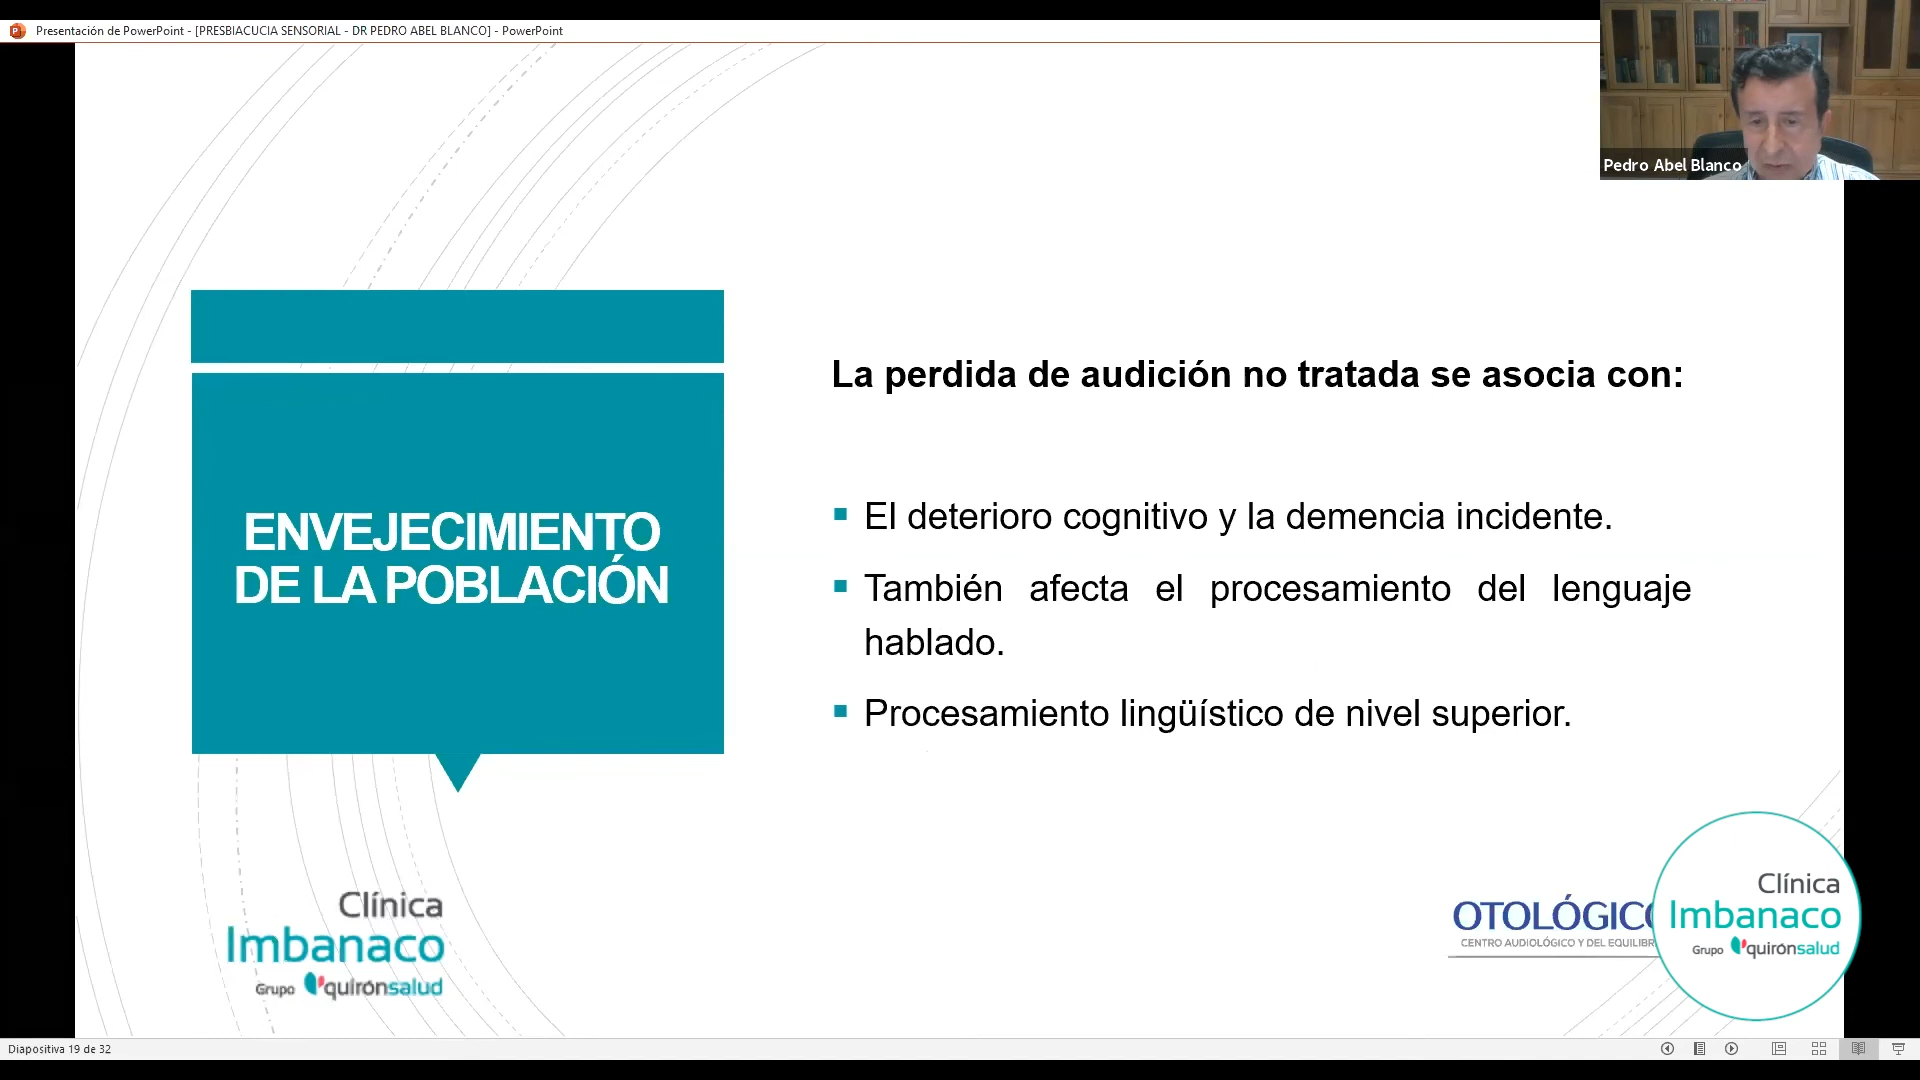 Presentación de PowerPoint - [PRESBIACUCIA SENSORIAL - DR PEDRO ABEL BLANCO] - PowerPoint
Pedro Abel Blanco
ENVEJECIMIENTO
DE LA POBLACIÓN
La perdida de audición no tratada se asocia con:
El deterioro cognitivo y la demencia incidente.
También afecta el procesamiento del lenguaje
hablado.
Procesamiento lingüístico de nivel superior.
Clínica
Imbanaco
Grupo quirónsalud
OTOLÓGICO
CENTRO AUDIOLÓGICO Y DEL EQUILIBR
Clínica
Imbanaco
Grupo quirónsalud
Diapositiva 19 de 32